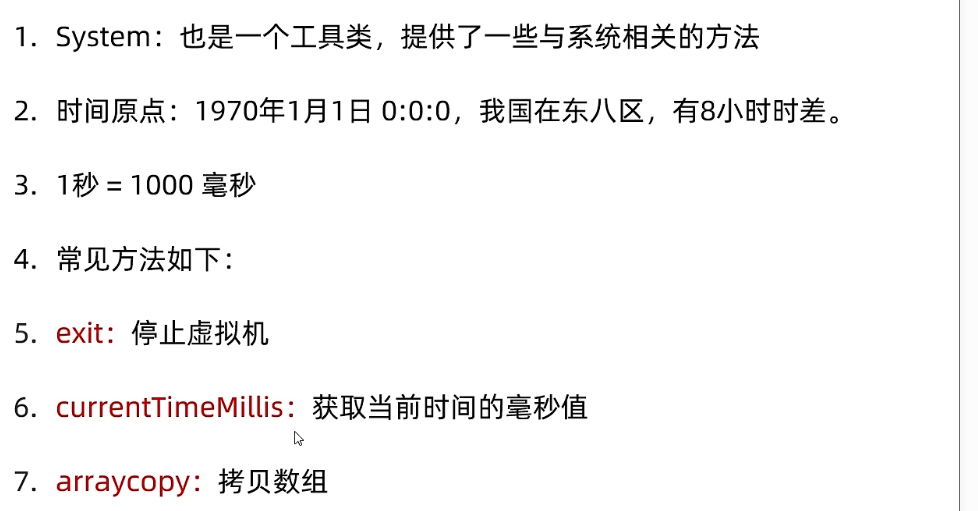 1. System：也是一个工具类，提供了一些与系统相关的方法
2. 时间原点：1970年1月1日 0:0:0，我国在东八区，有8小时时差。
3. 1秒 = 1000 毫秒
4. 常见方法如下：
5. exit：停止虚拟机
6. currentTimeMillis：获取当前时间的毫秒值
7. arraycopy：拷贝数组